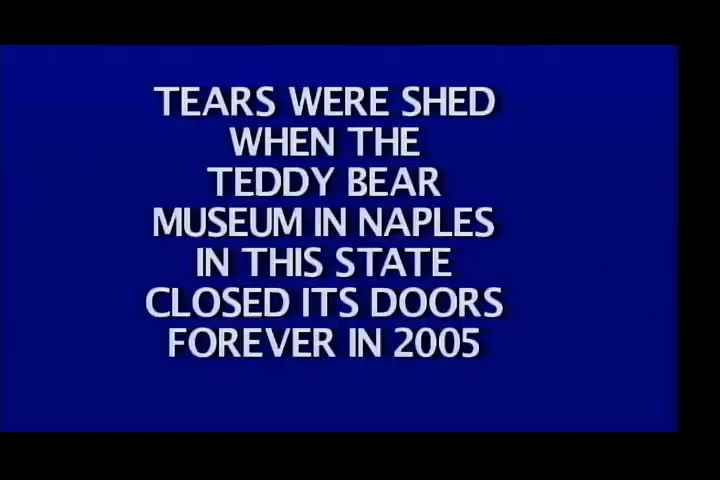 TEARS WERE SHED
WHEN THE
TEDDY BEAR
MUSEUM IN NAPLES
IN THIS STATE
CLOSED ITS DOORS
FOREVER IN 2005